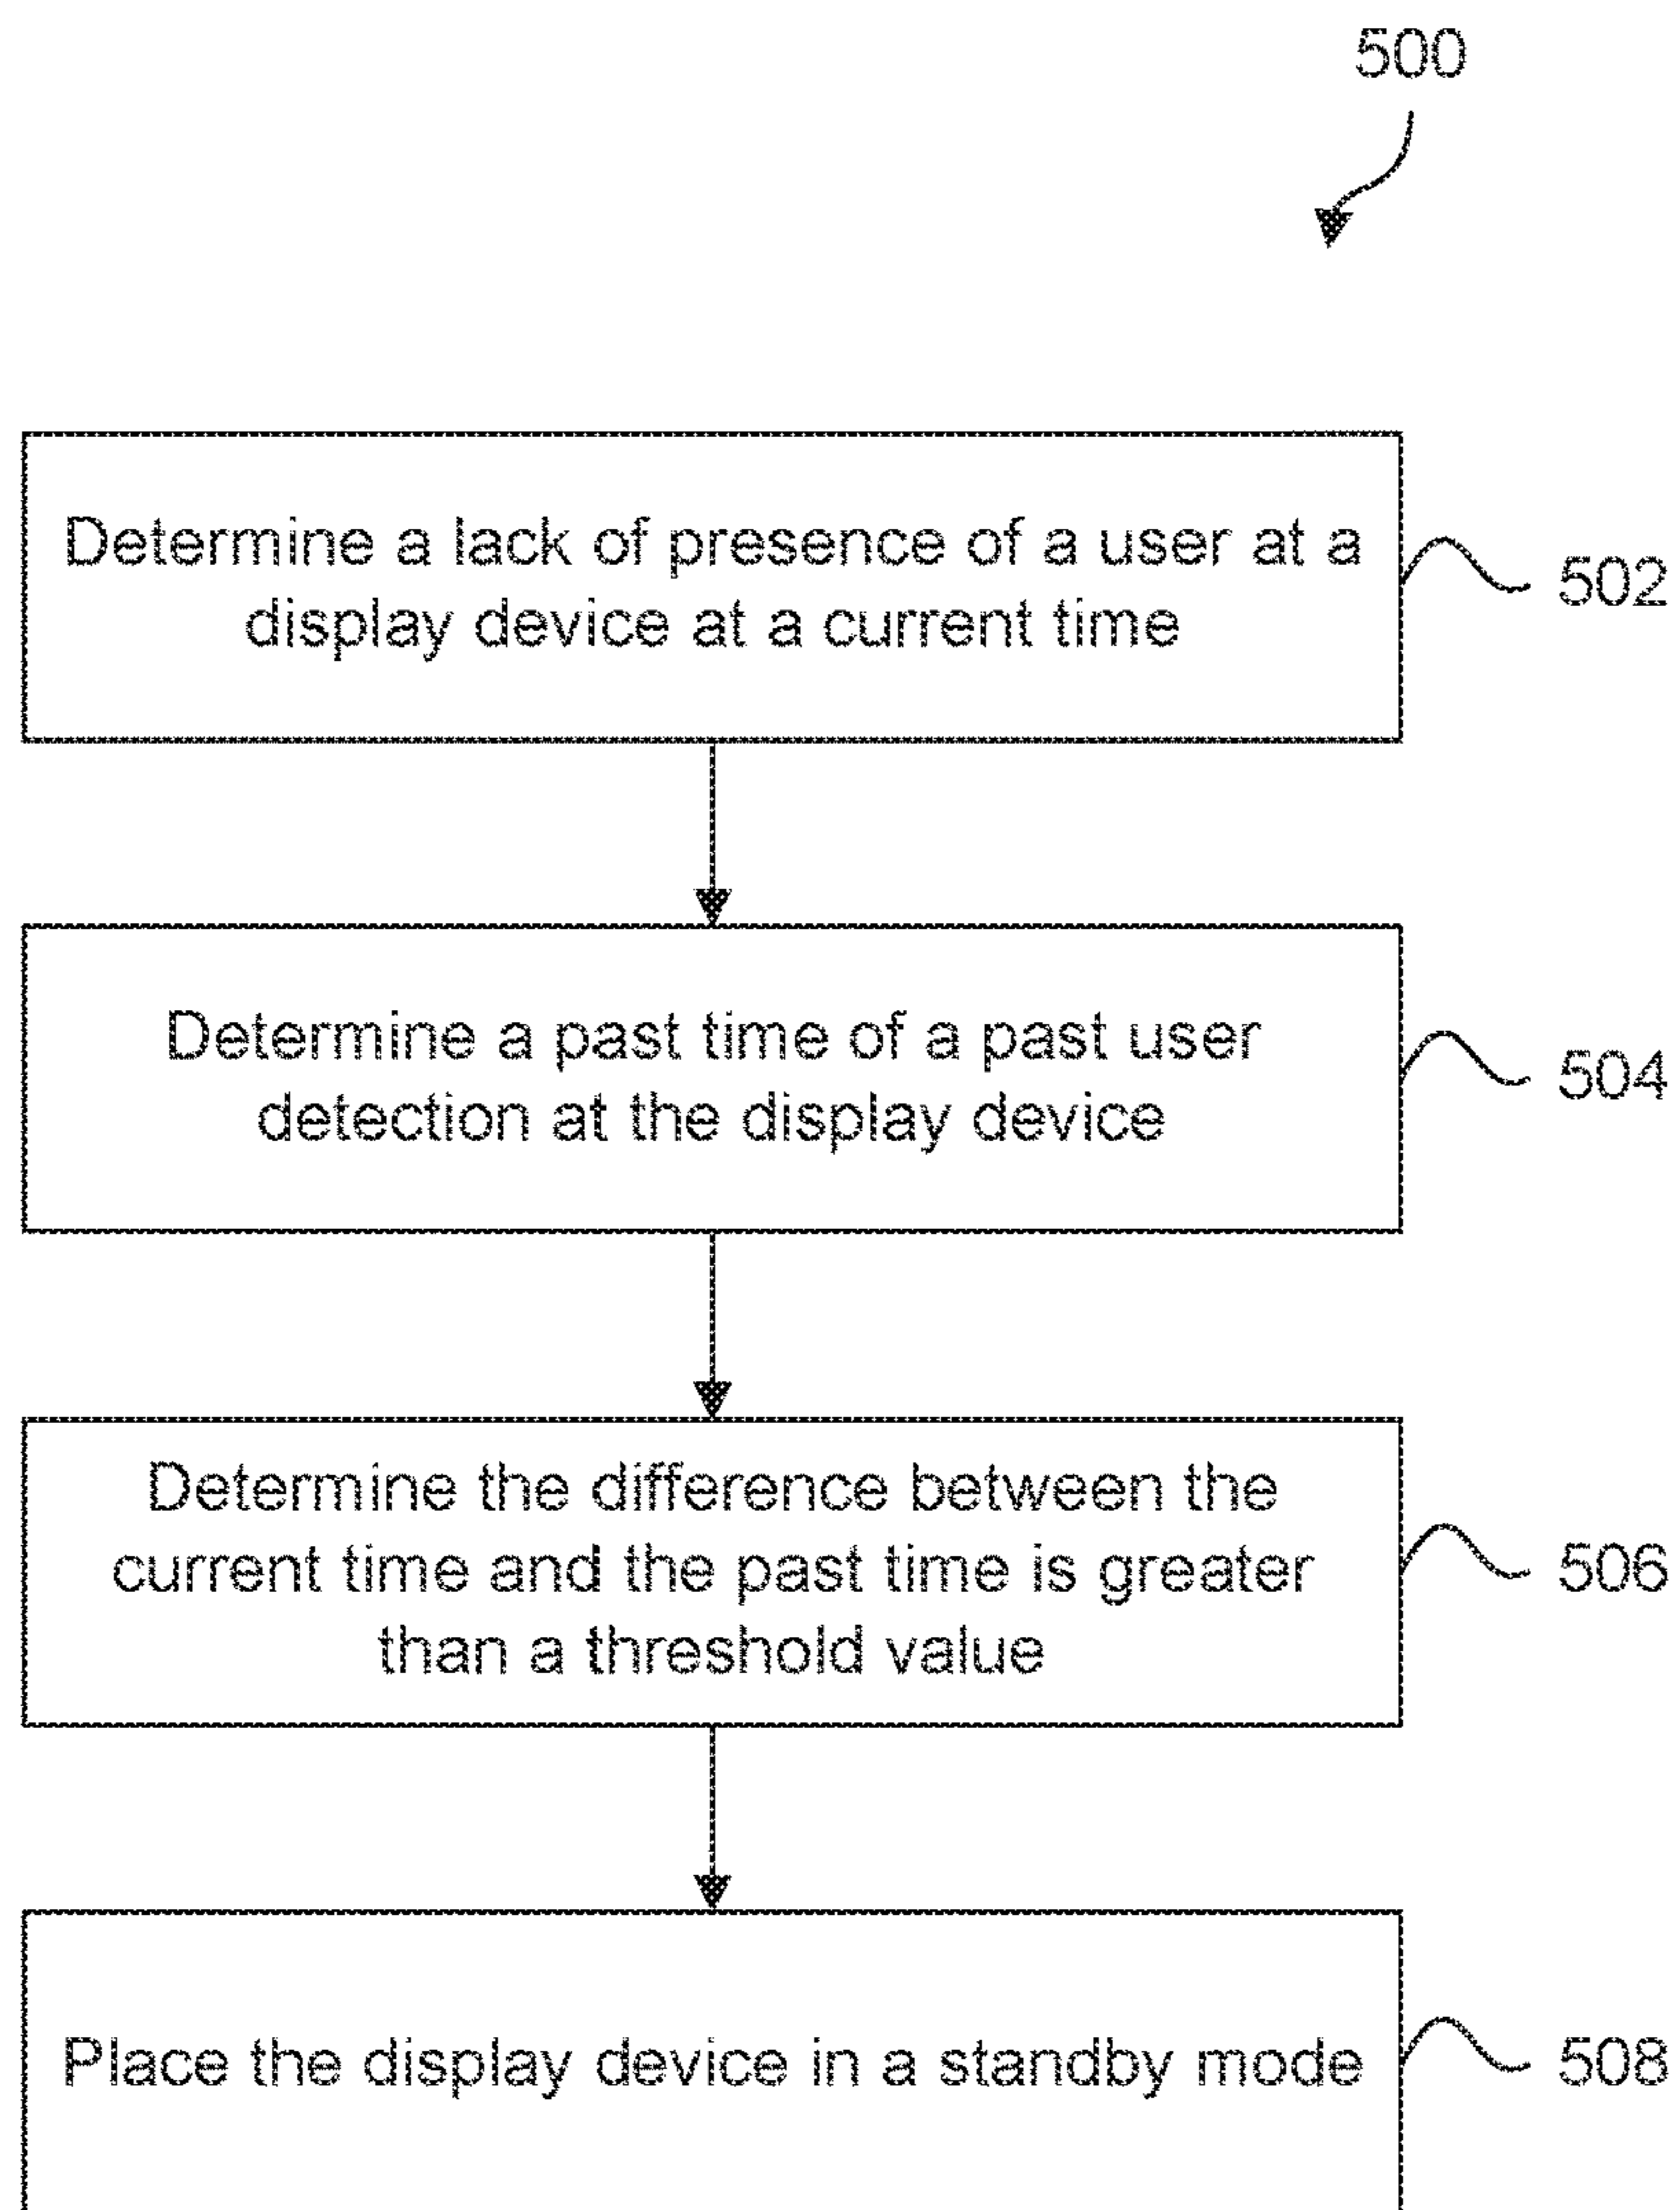 500
Determine a lack of presence of a user at a
display device at a current time
502
Determine a past time of a past user
detection at the display device
504
Determine the difference between the
current time and the past time is greater
than a threshold value
506
Place the display device in a standby mode
508